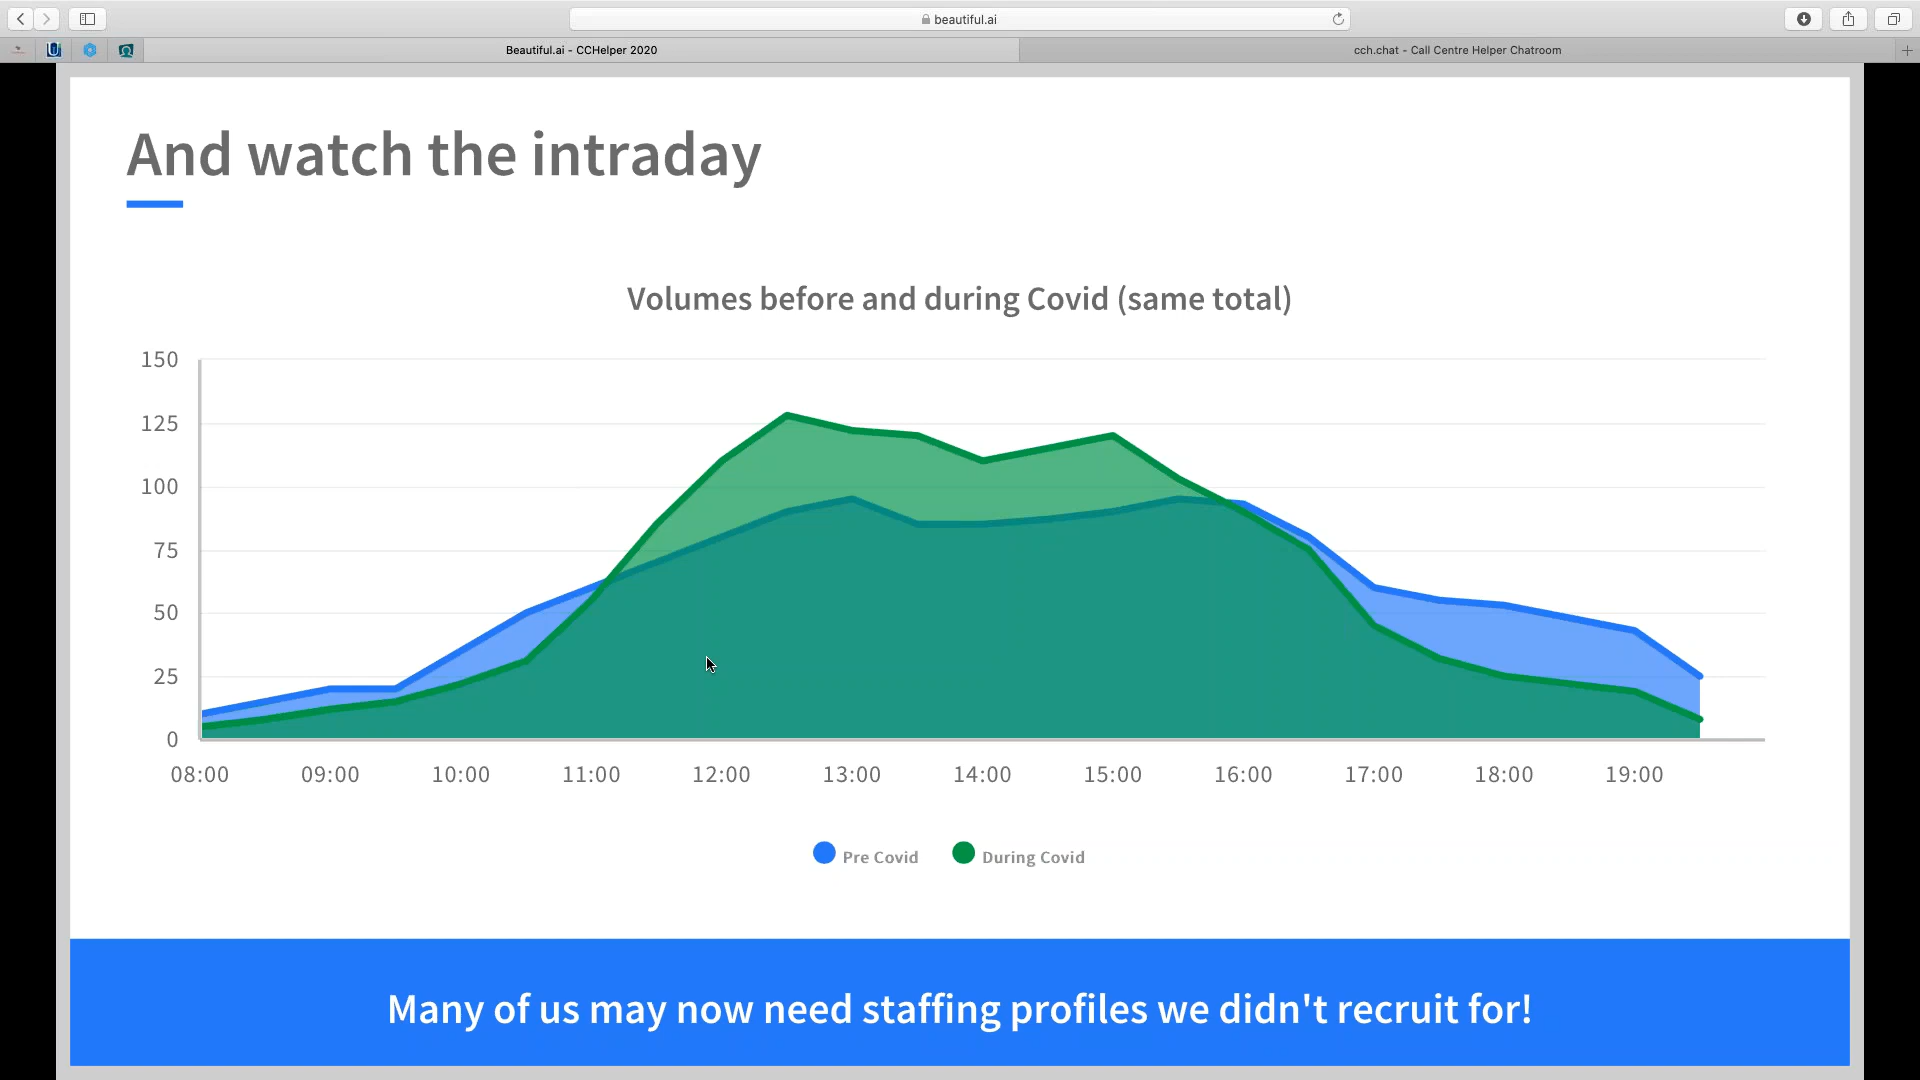 beautiful.ai
Beautiful.ai - CCHelper 2020
cch.chat - Call Centre Helper Chatroom
And watch the intraday
Volumes before and during Covid (same total)
150
125
100
75
50
25
0
08:00 09:00 10:00 11:00 12:00 13:00 14:00 15:00 16:00 17:00 18:00 19:00
Pre Covid During Covid
Many of us may now need staffing profiles we didn't recruit for!